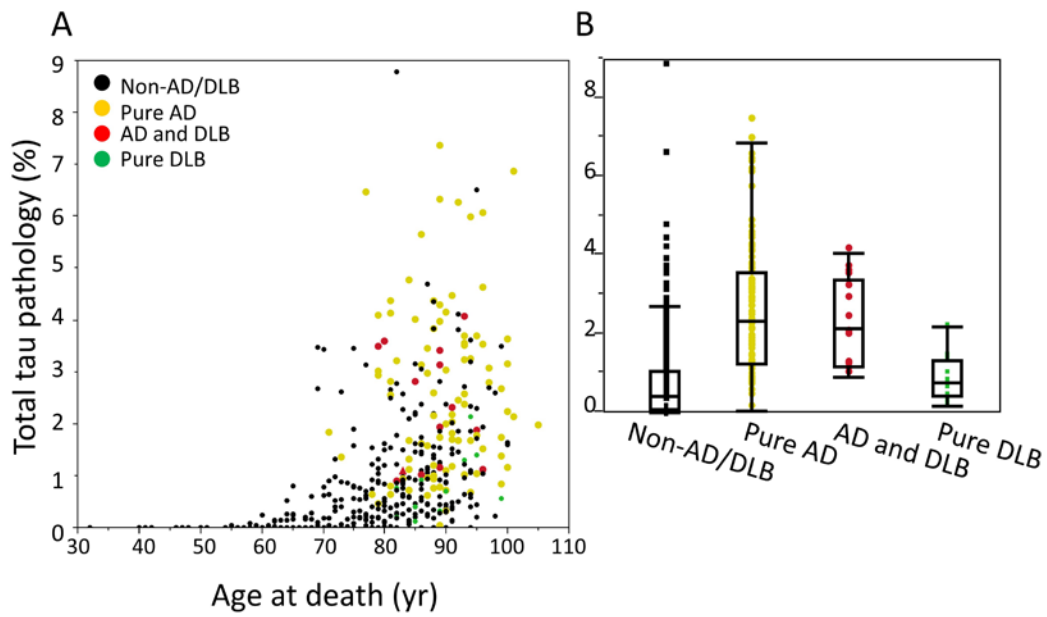 A
B
9
8
7
6
5
4
3
2
1
0
Non-AD/DLB
Pure AD
AD and DLB
Pure DLB
Total tau pathology (%)
30 40 50 60 70 80 90 100 110
Age at death (yr)
8
6
4
2
0
Non-AD/DLB
Pure AD
AD and DLB
Pure DLB